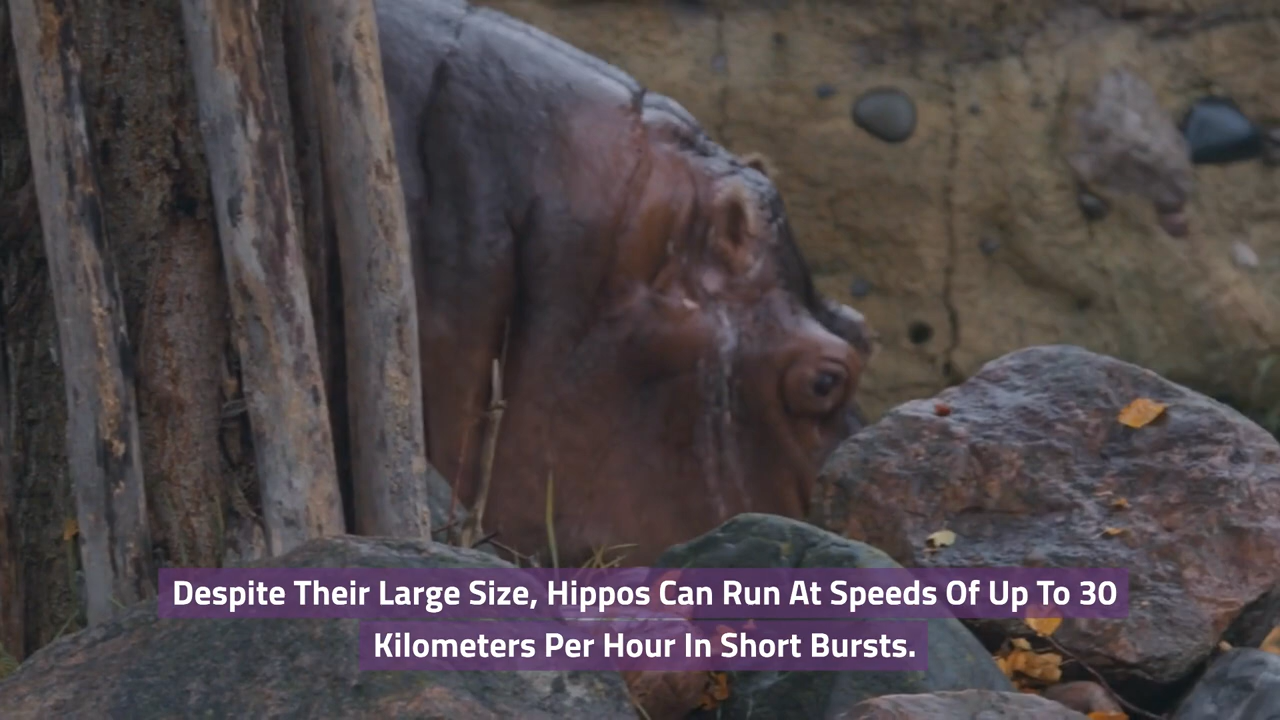 Despite Their Large Size, Hippos Can Run At Speeds Of Up To 30
Kilometers Per Hour In Short Bursts.